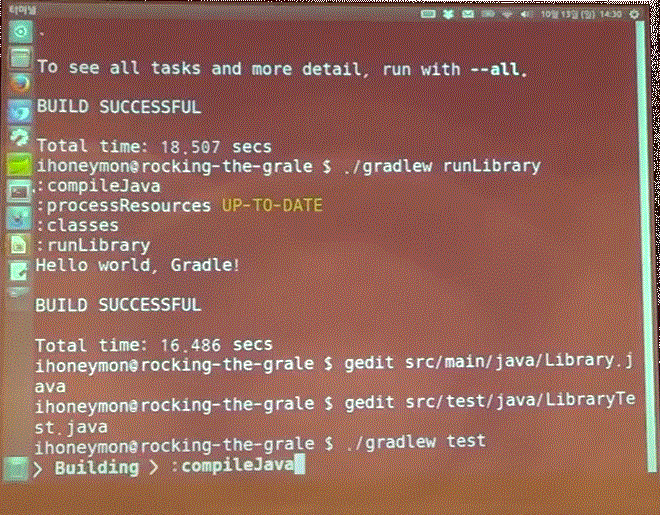 터미널
10월 13일 (월) 14:30
To see all tasks and more detail, run with --all.
BUILD SUCCESSFUL
Total time: 18.507 secs
ihoneymon@rocking-the-grale $ ./gradlew runLibrary
:compileJava
:processResources UP-TO-DATE
:classes
:runLibrary
Hello world, Gradle!
BUILD SUCCESSFUL
Total time: 16.486 secs
ihoneymon@rocking-the-grale $ gedit src/main/java/Library.j
ava
ihoneymon@rocking-the-grale $ gedit src/test/java/LibraryTe
st.java
ihoneymon@rocking-the-grale $ ./gradlew test
> Building > :compileJava